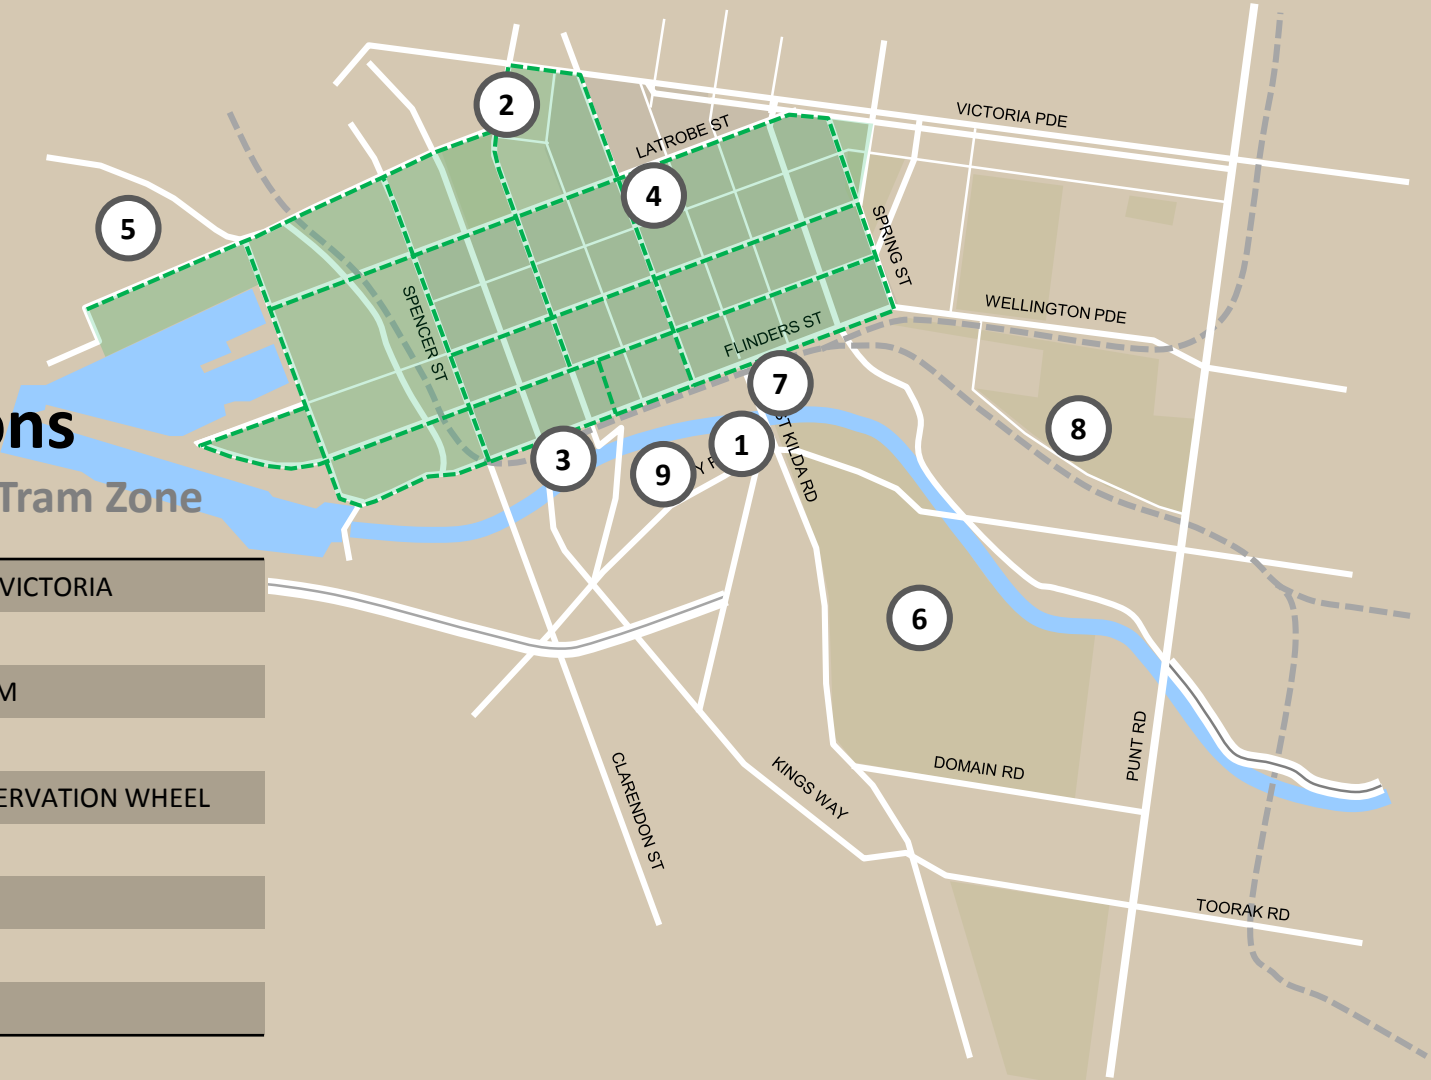 ons
Tram Zone
VICTORIA
M
ERVATION WHEEL
2
5
4
3
9
1
7
8
6
VICTORIA PDE
LATROBE ST
SPRING ST
SPENCER ST
WELLINGTON PDE
FLINDERS ST
ST KILDA RD
Y R
PUNT RD
DOMAIN RD
KINGS WAY
CLARENDON ST
TOORAK RD